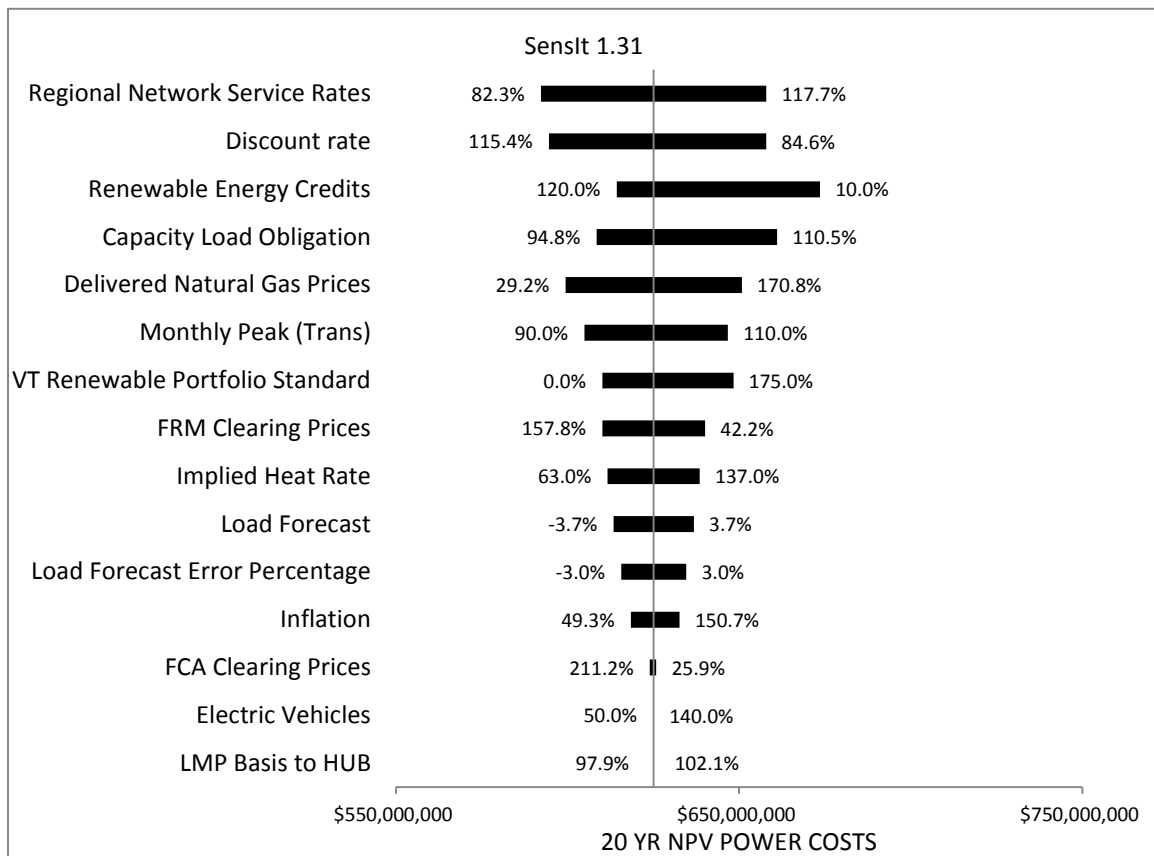 SensIt 1.31
Regional Network Service Rates 82.3% 117.7%
Discount rate 115.4% 84.6%
Renewable Energy Credits 120.0% 10.0%
Capacity Load Obligation 94.8% 110.5%
Delivered Natural Gas Prices 29.2% 170.8%
Monthly Peak (Trans) 90.0% 110.0%
VT Renewable Portfolio Standard 0.0% 175.0%
FRM Clearing Prices 157.8% 42.2%
Implied Heat Rate 63.0% 137.0%
Load Forecast -3.7% 3.7%
Load Forecast Error Percentage -3.0% 3.0%
Inflation 49.3% 150.7%
FCA Clearing Prices 211.2% 25.9%
Electric Vehicles 50.0% 140.0%
LMP Basis to HUB 97.9% 102.1%
$550,000,000 $650,000,000 $750,000,000
20 YR NPV POWER COSTS